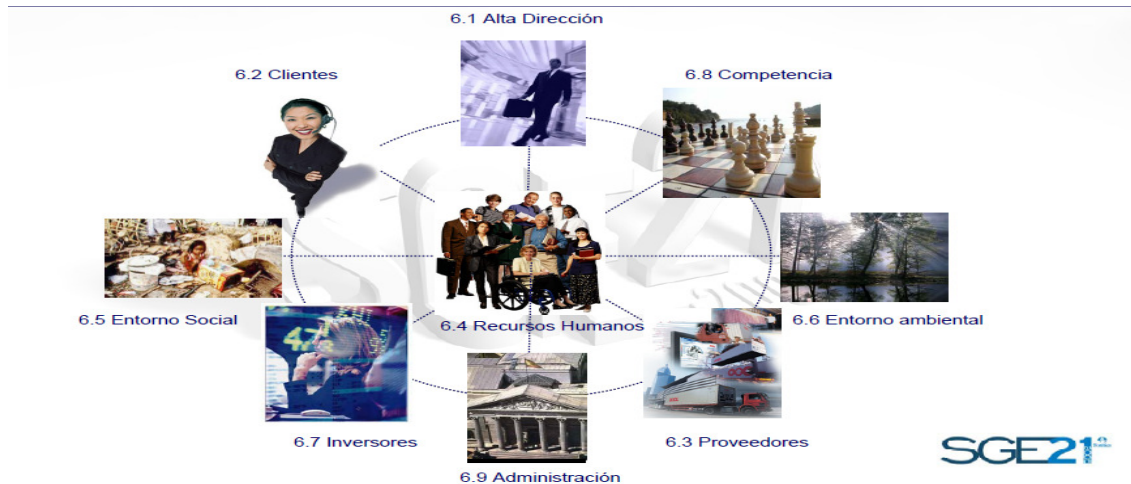 6.1 Alta Dirección
6.2 Clientes
6.8 Competencia
6.5 Entorno Social
6.4 Recursos Humanos
6.6 Entorno ambiental
6.7 Inversores
6.3 Proveedores
6.9 Administración
SGE21